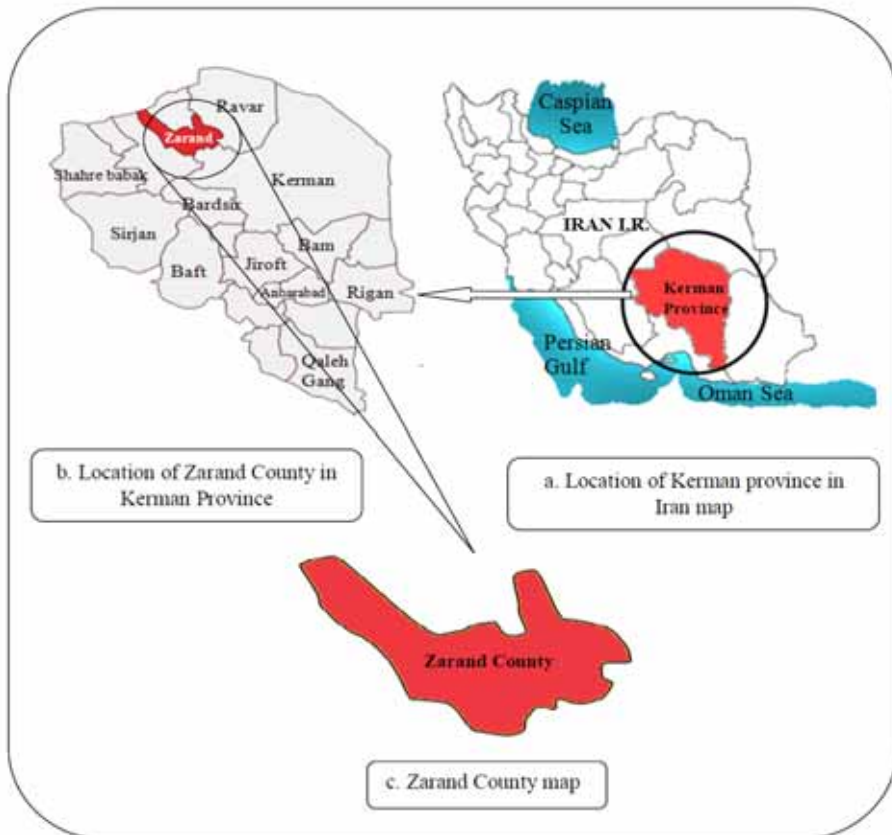 Ravar
Zarand
Shahre babak
Kerman
Bardsir
Sirjan
Bam
Jiroft
Baft
Anbarabad
Rigan
Qaleh
Gang
Caspian
Sea
IRAN I.R.
Kerman
Province
Persian
Gulf
Oman Sea
b. Location of Zarand County in
Kerman Province
a. Location of Kerman province in
Iran map
Zarand County
c. Zarand County map